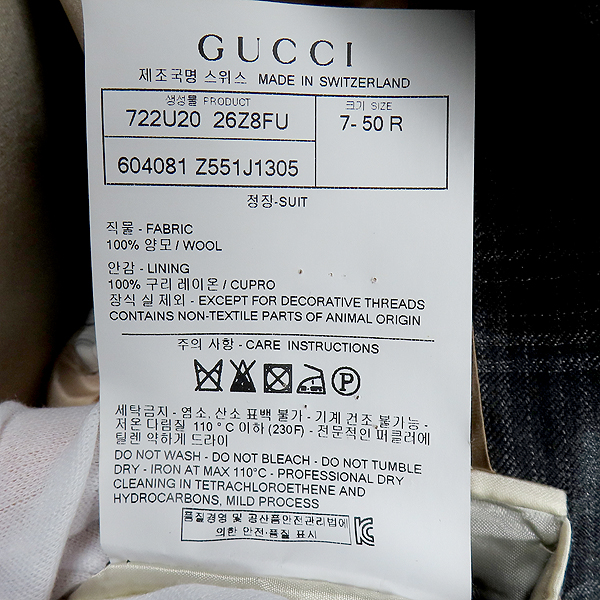 GUCCI
제조국명 스위스 MADE IN SWITZERLAND
생성물 PRODUCT
722U20 26Z8FU
크기 SIZE
7- 50 R
604081 Z551J1305
정장-SUIT
직물 - FABRIC
100% 양모 / WOOL
안감 - LINING
100% 구리 레이온 / CUPRO
장식 실 제외 - EXCEPT FOR DECORATIVE THREADS
CONTAINS NON-TEXTILE PARTS OF ANIMAL ORIGIN
주의 사항 - CARE INSTRUCTIONS
P
세탁금지 - 염소, 산소 표백 불가 - 기계 건조 불가능 -
저온 다림질 110 °C 이하 (230F) - 전문적인 퍼클러에
틸렌 약하게 드라이
DO NOT WASH - DO NOT BLEACH - DO NOT TUMBLE
DRY - IRON AT MAX 110°C - PROFESSIONAL DRY
CLEANING IN TETRACHLOROETHENE AND
HYDROCARBONS, MILD PROCESS
품질경영 및 공산품안전관리법에
의한 안전·품질 표시